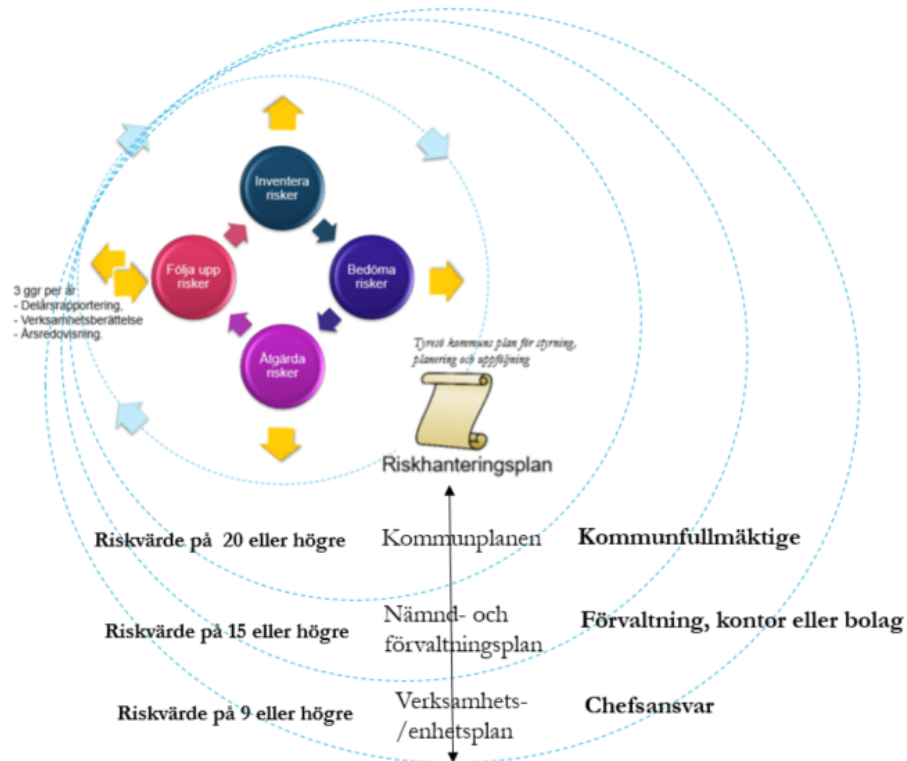 Inventera
risker
Följa upp
risker
Bedöma
risker
3 ggr per år
- Delårsrapportering,
- Verksamhetsberättelse
- Årsredovisning.
Åtgärda
risker
Tyresö kommuns plan för styrning,
planering och uppföljning
Riskhanteringsplan
Riskvärde på 20 eller högre
Kommunplanen
Kommunfullmäktige
Riskvärde på 15 eller högre
Nämnd- och
förvaltningsplan
Förvaltning, kontor eller bolag
Riskvärde på 9 eller högre
Verksamhets-
/enhetsplan
Chefsansvar